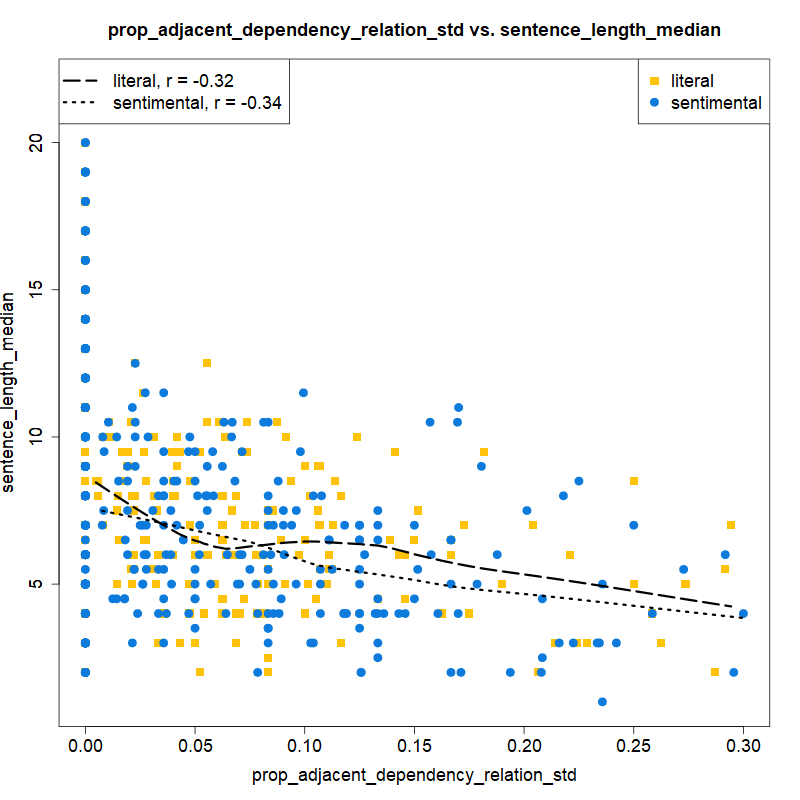 prop_adjacent_dependency_relation_std vs. sentence_length_median
literal, r = -0.32
sentimental, r = -0.34
literal
sentimental
20
15
10
5
sentence_length_median
0.00 0.05 0.10 0.15 0.20 0.25 0.30
prop_adjacent_dependency_relation_std